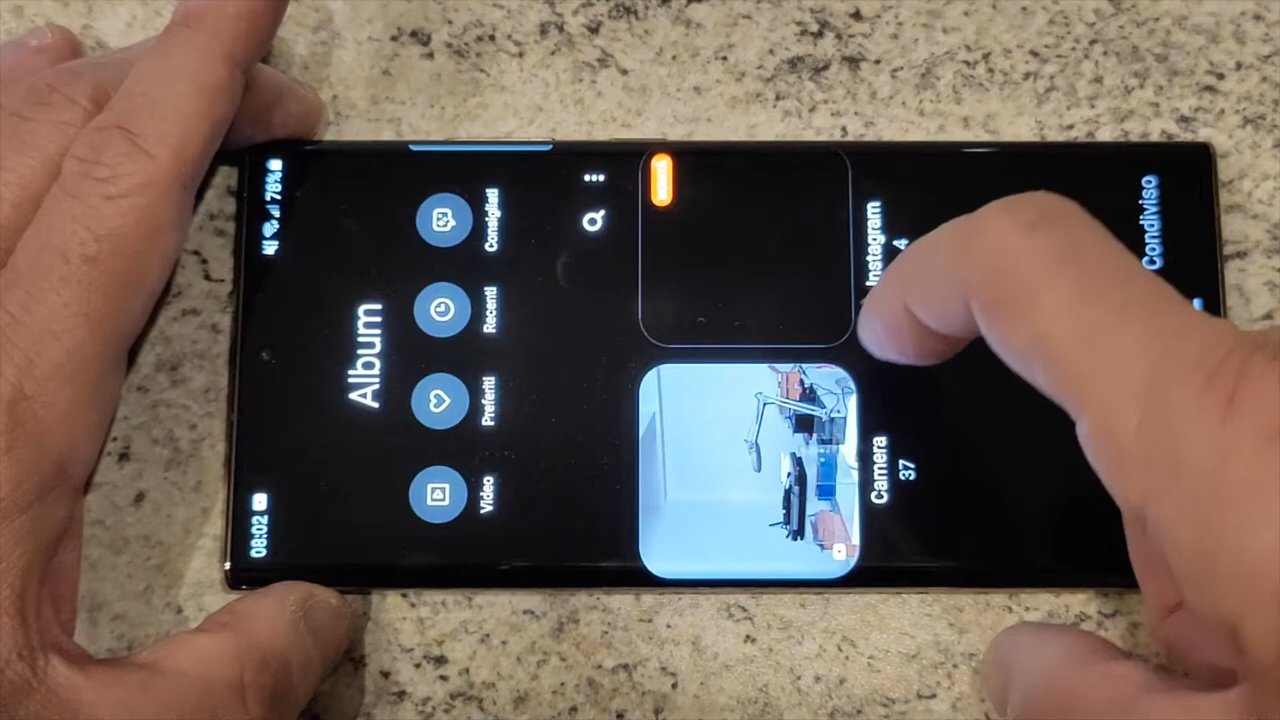 08:02
78%
Album
Video
Preferiti
Recenti
Consigliati
Camera
37
Instagram
4
Condiviso